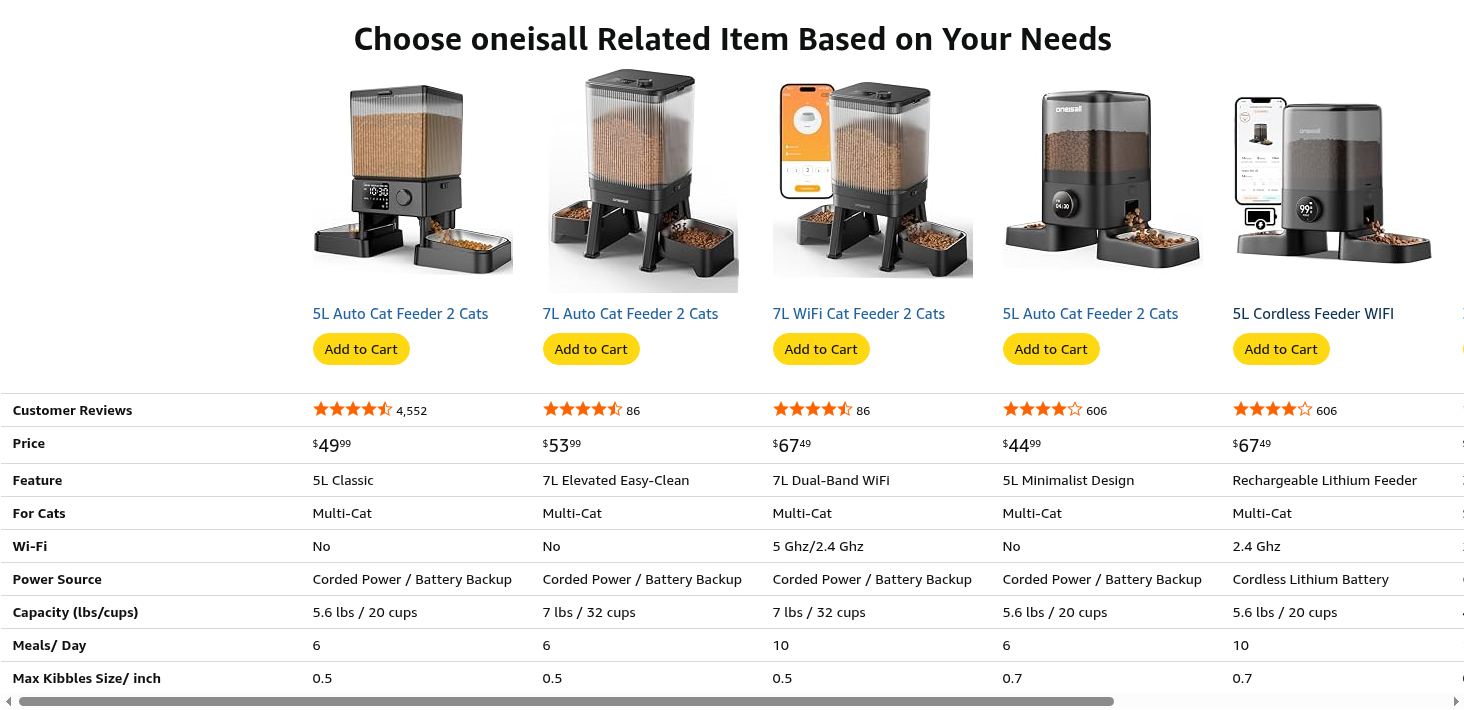 Choose oneisall Related Item Based on Your Needs
oneisall
10:30
oneisall
04:30
oneisall
99
5L Auto Cat Feeder 2 Cats 7L Auto Cat Feeder 2 Cats 7L WiFi Cat Feeder 2 Cats 5L Auto Cat Feeder 2 Cats 5L Cordless Feeder WIFI
Add to Cart Add to Cart Add to Cart Add to Cart Add to Cart
Customer Reviews 4,552 86 86 606 606
Price $49.99 $53.99 $67.49 $44.99 $67.49
Feature 5L Classic 7L Elevated Easy-Clean 7L Dual-Band WiFi 5L Minimalist Design Rechargeable Lithium Feeder
For Cats Multi-Cat Multi-Cat Multi-Cat Multi-Cat Multi-Cat
Wi-Fi No No 5 Ghz/2.4 Ghz No 2.4 Ghz
Power Source Corded Power / Battery Backup Corded Power / Battery Backup Corded Power / Battery Backup Corded Power / Battery Backup Cordless Lithium Battery
Capacity (lbs/cups) 5.6 lbs / 20 cups 7 lbs / 32 cups 7 lbs / 32 cups 5.6 lbs / 20 cups 5.6 lbs / 20 cups
Meals/ Day 6 6 10 6 10
Max Kibbles Size/ inch 0.5 0.5 0.5 0.7 0.7